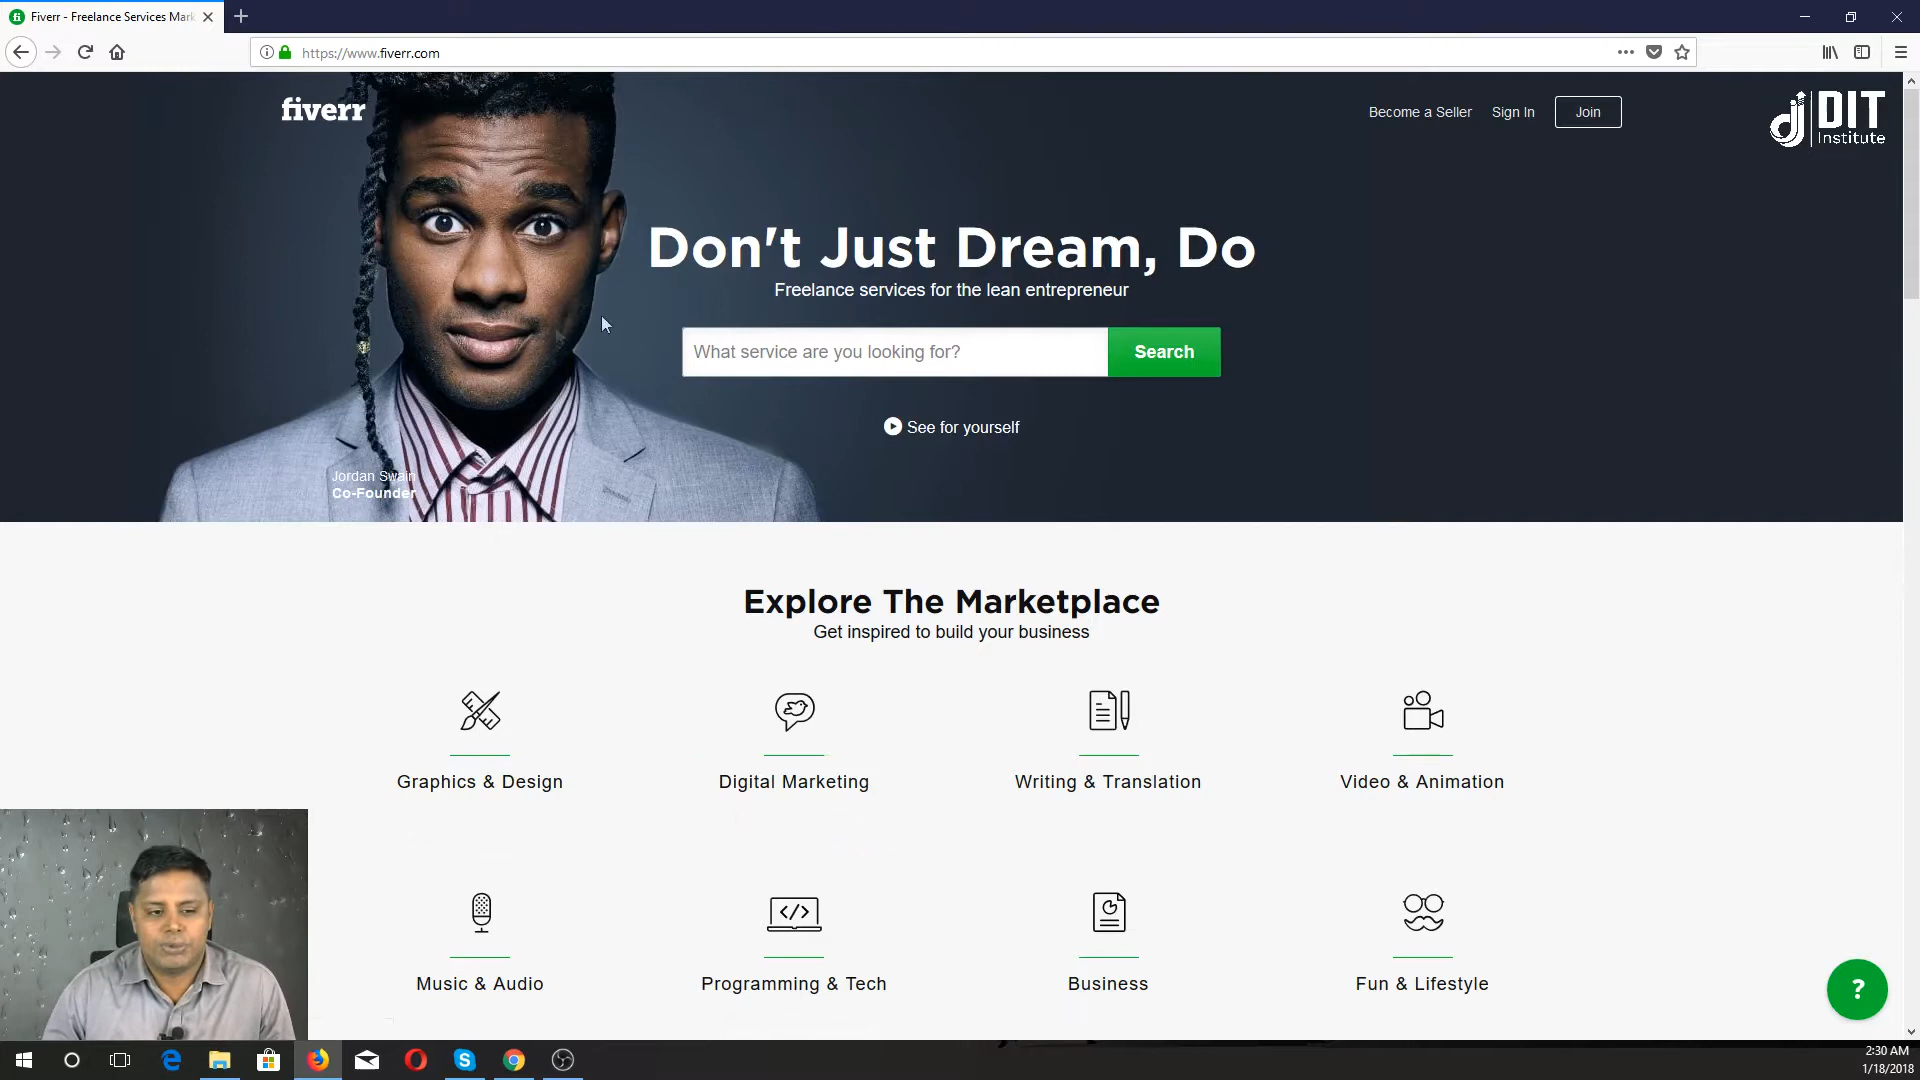 Fiverr - Freelance Services Mark
https://www.fiverr.com
fiverr
Become a Seller
Sign In
Join
DIT
Institute
Don't Just Dream, Do
Freelance services for the lean entrepreneur
What service are you looking for?
Search
See for yourself
Jordan Swain
Co-Founder
Explore The Marketplace
Get inspired to build your business
Graphics & Design
Digital Marketing
Writing & Translation
Video & Animation
Music & Audio
Programming & Tech
Business
Fun & Lifestyle
?
2:30 AM
1/18/2018